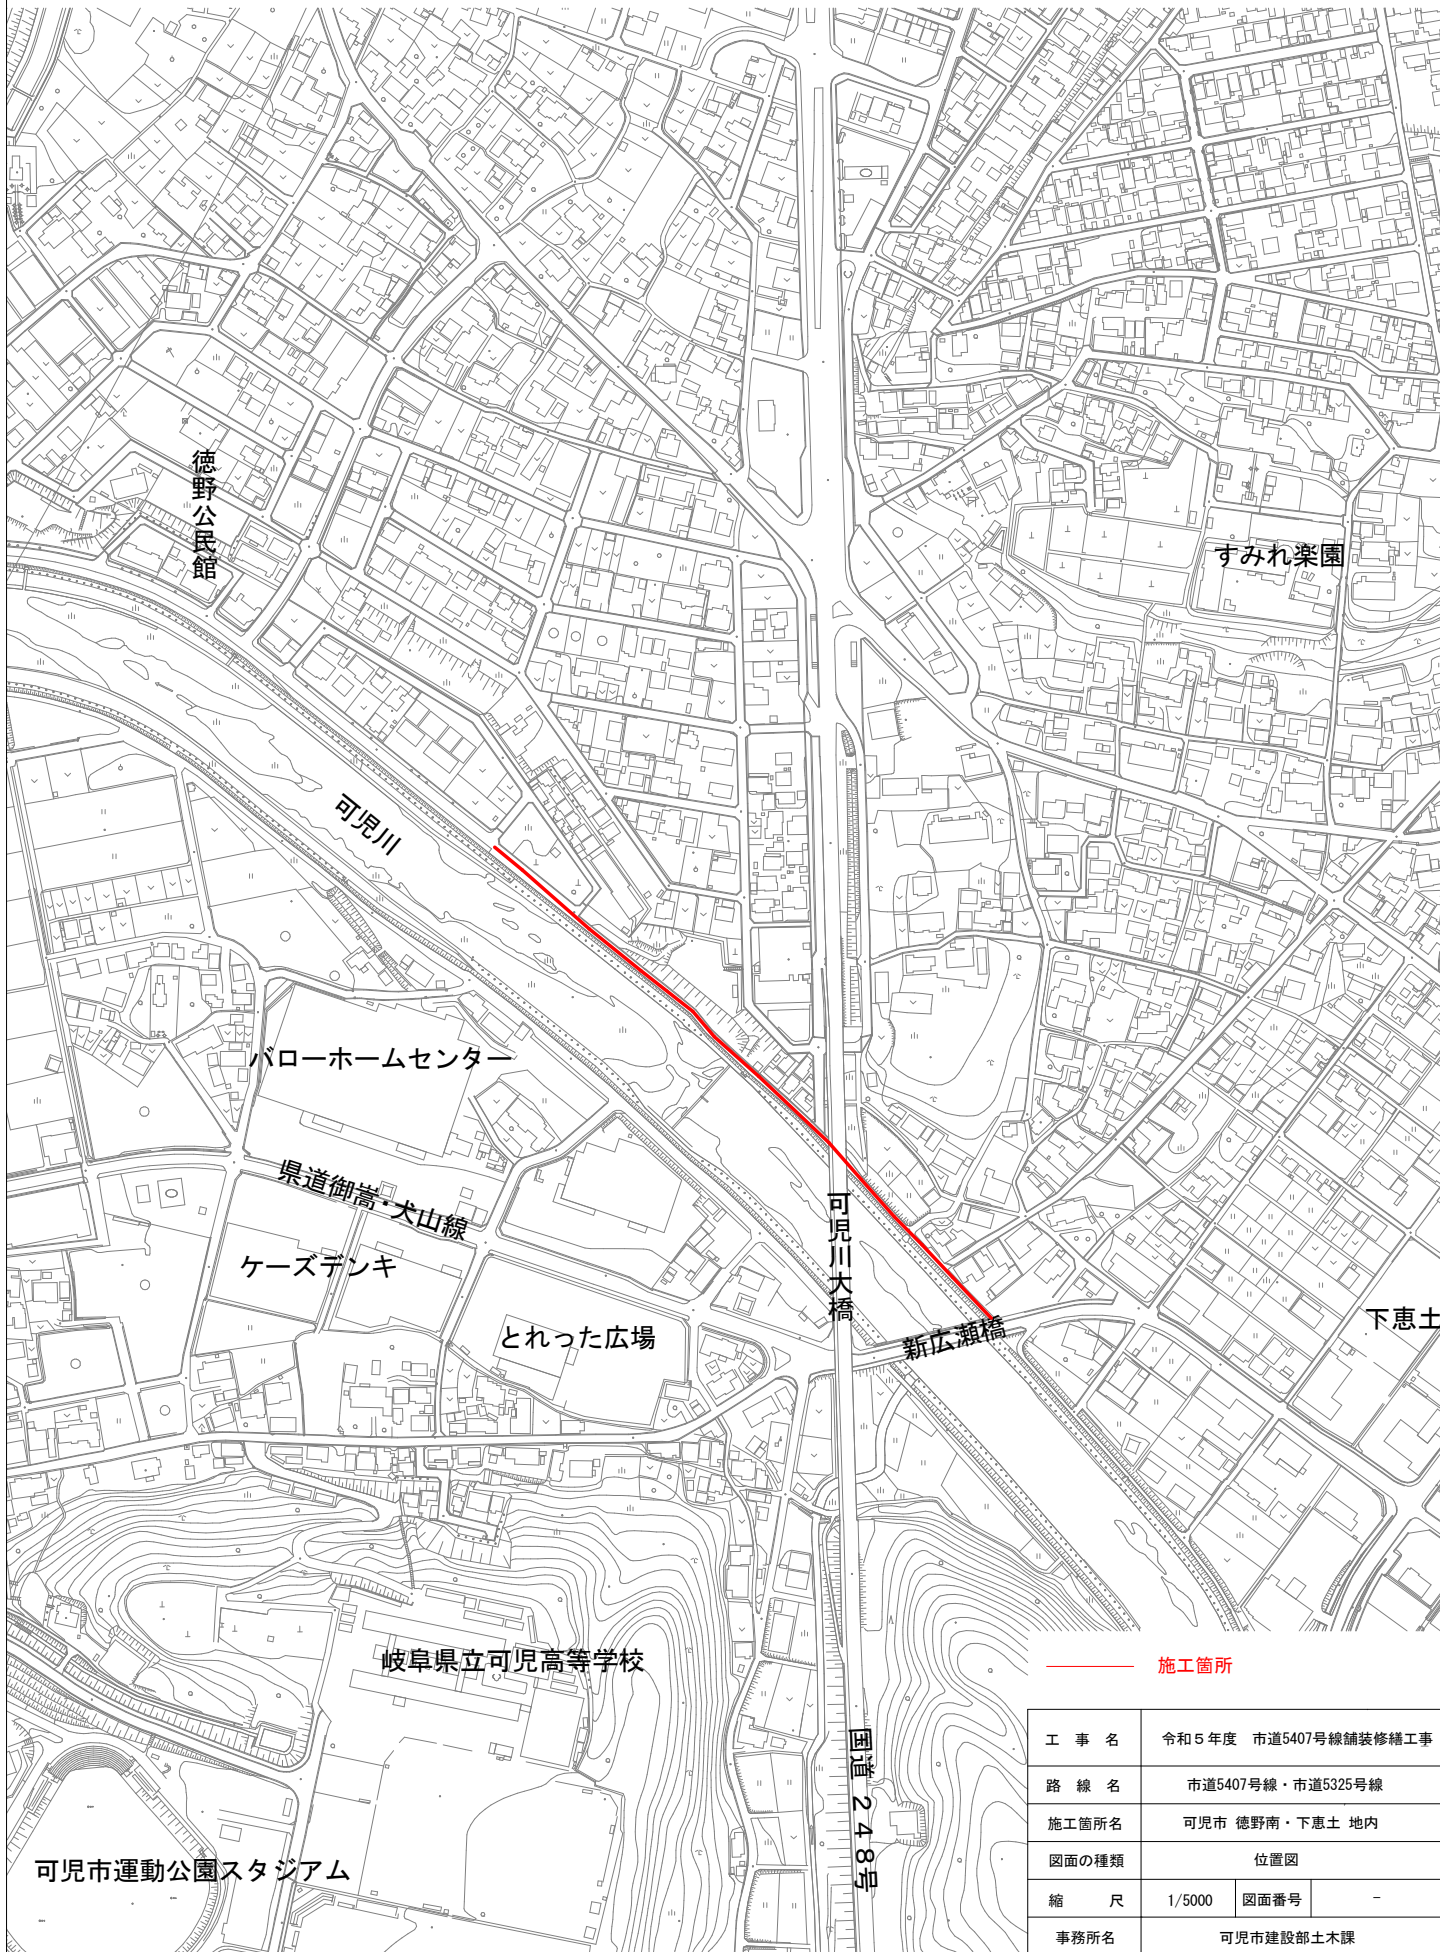 徳野公民館
すみれ楽園
可児川
バローホームセンター
県道御嵩・犬山線
ケーズデンキ
可児川大橋
とれった広場
新広瀬橋
下恵土
岐阜県立可児高等学校
国道248号
可児市運動公園スタジアム
施工箇所
工事名 令和5年度 市道5407号線舗装修繕工事
路線名 市道5407号線・市道5325号線
施工箇所名 可児市 徳野南・下恵土 地内
図面の種類 位置図
縮尺 1/5000 図面番号 -
事務所名 可児市建設部土木課